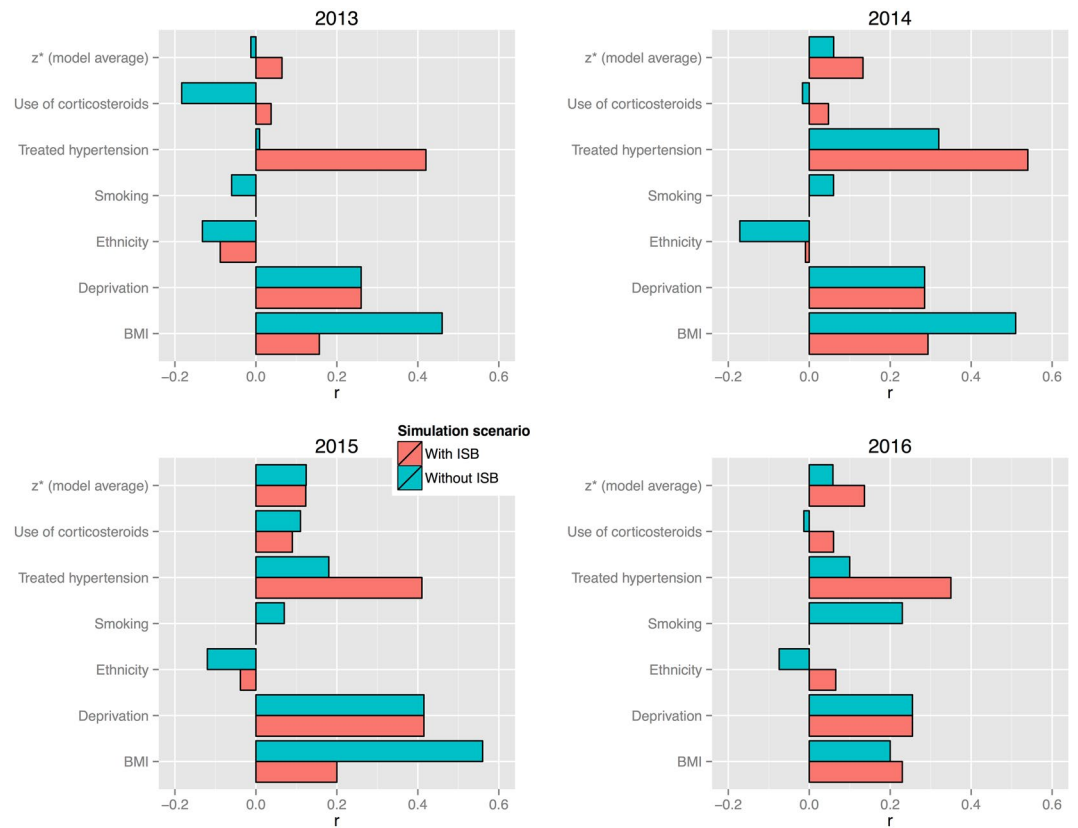 2013
z* (model average)
Use of corticosteroids
Treated hypertension
Smoking
Ethnicity
Deprivation
BMI
−0.2 0.0 0.2 0.4 0.6
r
2014
z* (model average)
Use of corticosteroids
Treated hypertension
Smoking
Ethnicity
Deprivation
BMI
−0.2 0.0 0.2 0.4 0.6
r
Simulation scenario
With ISB
Without ISB
2015
z* (model average)
Use of corticosteroids
Treated hypertension
Smoking
Ethnicity
Deprivation
BMI
−0.2 0.0 0.2 0.4 0.6
r
2016
z* (model average)
Use of corticosteroids
Treated hypertension
Smoking
Ethnicity
Deprivation
BMI
−0.2 0.0 0.2 0.4 0.6
r